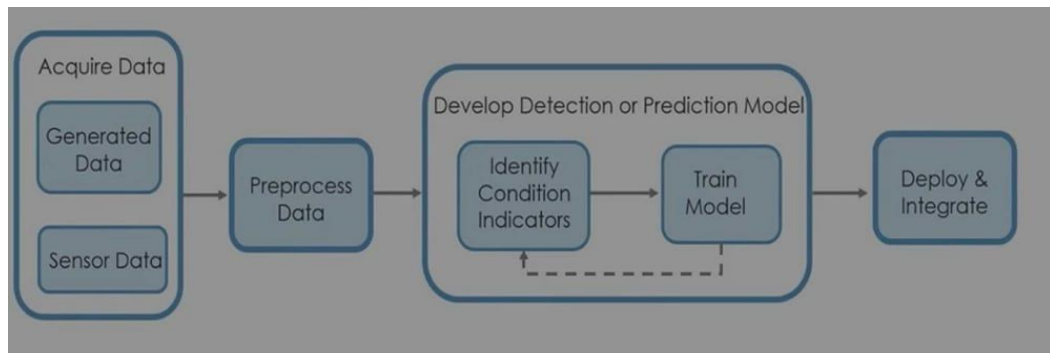 Acquire Data
Generated
Data
Sensor Data
Preprocess
Data
Develop Detection or Prediction Model
Identify
Condition
Indicators
Train
Model
Deploy &
Integrate